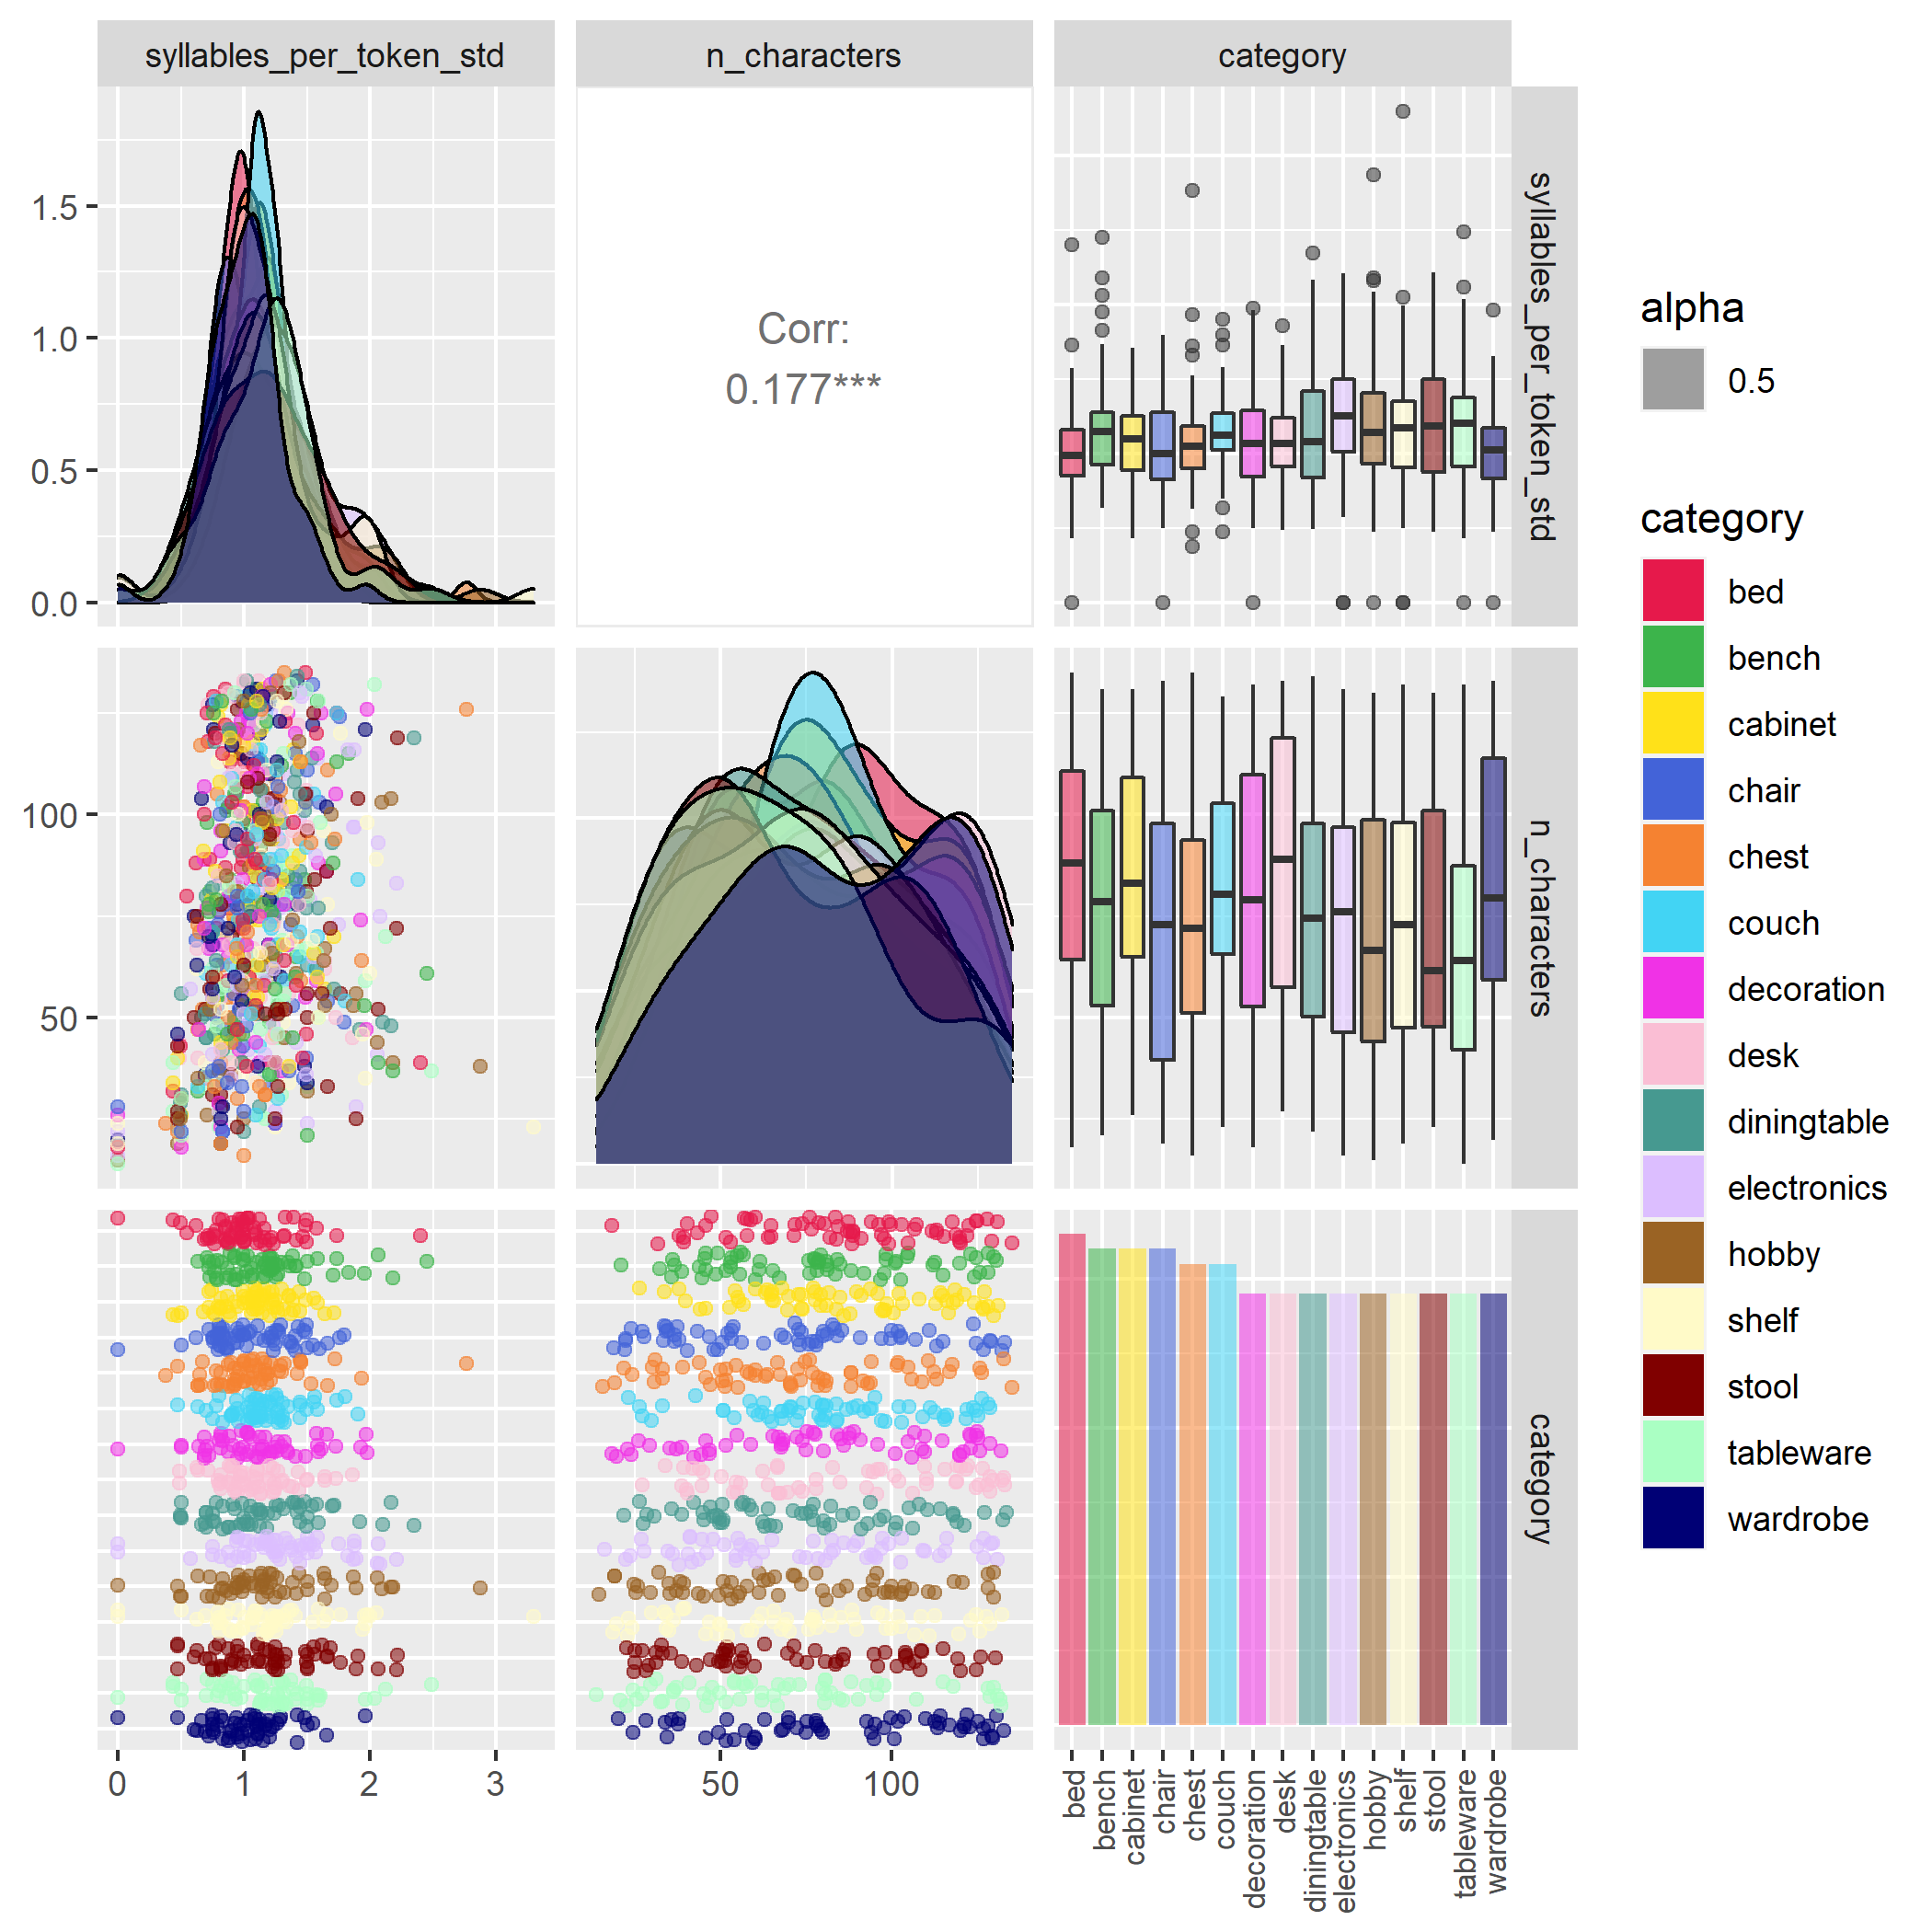 syllables_per_token_std
n_characters
category
syllables_per_token_std
n_characters
category
1.5
1.0
0.5
0.0
Corr:
0.177***
100
50
0
1
2
3
50
100
bed
bench
cabinet
chair
chest
couch
decoration
desk
diningtable
electronics
hobby
shelf
stool
tableware
wardrobe
alpha
0.5
category
bed
bench
cabinet
chair
chest
couch
decoration
desk
diningtable
electronics
hobby
shelf
stool
tableware
wardrobe